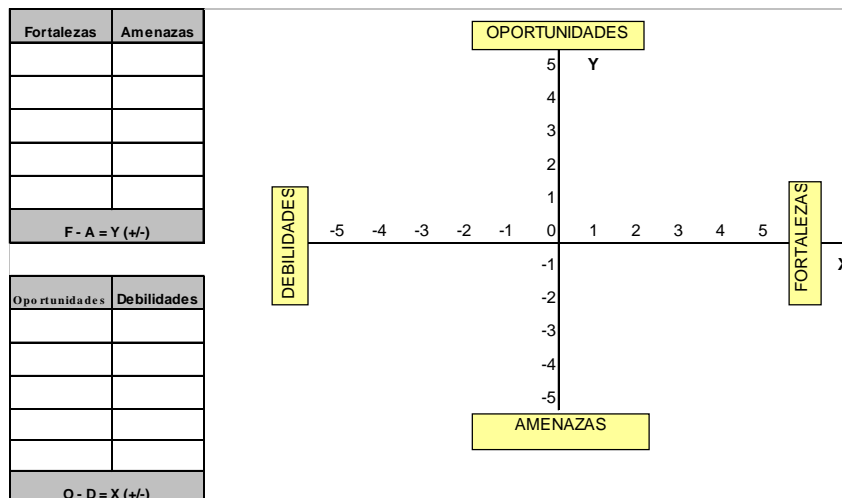 Fortalezas Amenazas
F - A = Y (+/-)
Oportunidades Debilidades
O - D = X (+/-)
OPORTUNIDADES
5 Y
4
3
2
1
DEBILIDADES
-5 -4 -3 -2 -1 0 1 2 3 4 5
FORTALEZAS
X
-1
-2
-3
-4
-5
AMENAZAS